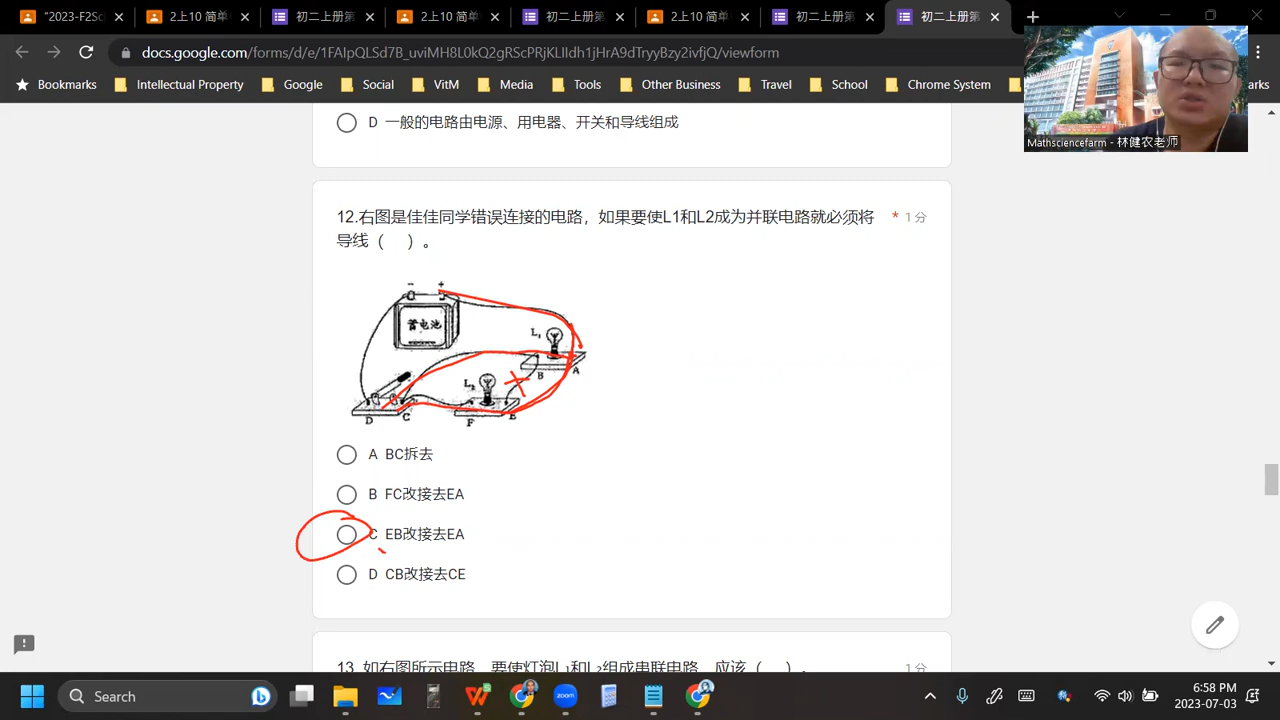 "2023-F2Sc
2上10 简单
初二上册第
2上10 简单
初二上册第
2上10 简单
初二上册第
初二上册第
docs.google.com/forms/d/e/
Bookmarks
Intellectual Property
Google
MM
Media
Tools
Other Business
Travel
School
Chrome System
Mathsciencefarm - 林健农老师
D 一般的电路由电源、用电器、开关和导线组成
12.右图是佳佳同学错误连接的电路，如果要使L1和L2成为并联电路就必须将 * 1分
导线（ ）。
- +
蓄电池
L₁
B A
L₂
D C F E
A BC拆去
B FC改接去EA
C EB改接去EA
D CB改接去CE
13. 如右图所示电路，要使灯泡L₁和L₂组成串联电路，应该（ ）。 1分
Search
zoom
6:58 PM
2023-07-03